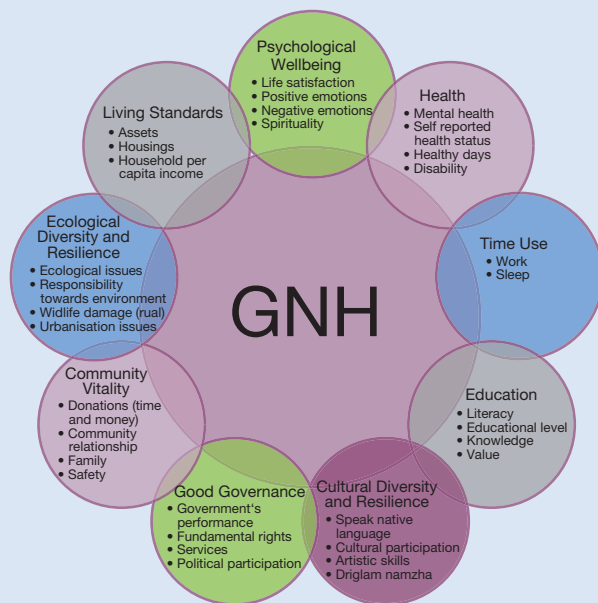 Psychological
Wellbeing
• Life satisfaction
• Positive emotions
• Negative emotions
• Spirituality
Health
• Mental health
• Self reported
health status
• Healthy days
• Disability
Time Use
• Work
• Sleep
Education
• Literacy
• Educational level
• Knowledge
• Value
Cultural Diversity
and Resilience
• Speak native
language
• Cultural participation
• Artistic skills
• Driglam namzha
Good Governance
• Government's
performance
• Fundamental rights
• Services
• Political participation
Community
Vitality
• Donations (time
and money)
• Community
relationship
• Family
• Safety
Ecological
Diversity and
Resilience
• Ecological issues
• Responsibility
towards environment
• Widlife damage (rual)
• Urbanisation issues
Living Standards
• Assets
• Housings
• Household per
capita income
GNH